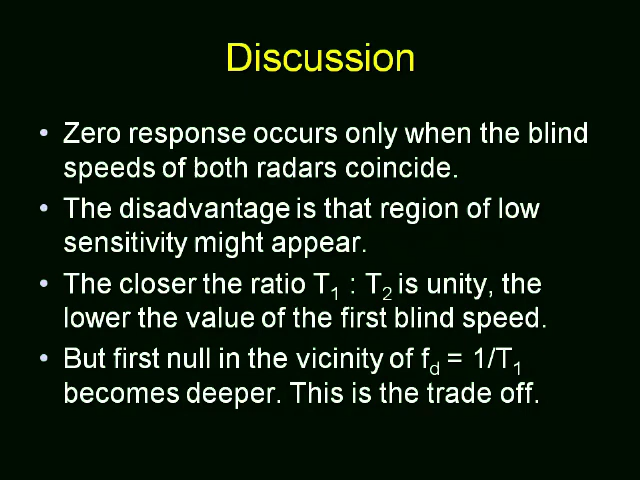 Discussion
• Zero response occurs only when the blind
speeds of both radars coincide.
• The disadvantage is that region of low
sensitivity might appear.
• The closer the ratio T₁ : T₂ is unity, the
lower the value of the first blind speed.
• But first null in the vicinity of f_d = 1/T₁
becomes deeper. This is the trade off.